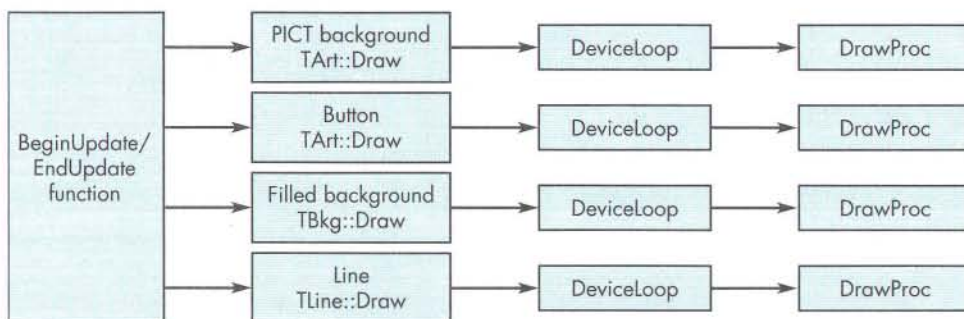 BeginUpdate/
EndUpdate
function
PICT background
TArt::Draw
DeviceLoop
DrawProc
Button
TArt::Draw
DeviceLoop
DrawProc
Filled background
TBkg::Draw
DeviceLoop
DrawProc
Line
TLine::Draw
DeviceLoop
DrawProc